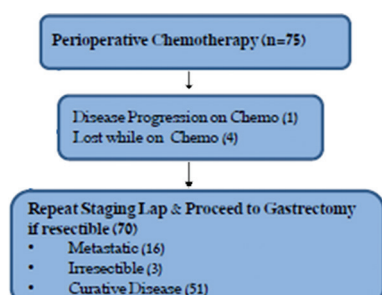 Perioperative Chemotherapy (n=75)
Disease Progression on Chemo (1)
Lost while on Chemo (4)
Repeat Staging Lap & Proceed to Gastrectomy
if resectible (70)
• Metastatic (16)
• Irresectible (3)
• Curative Disease (51)